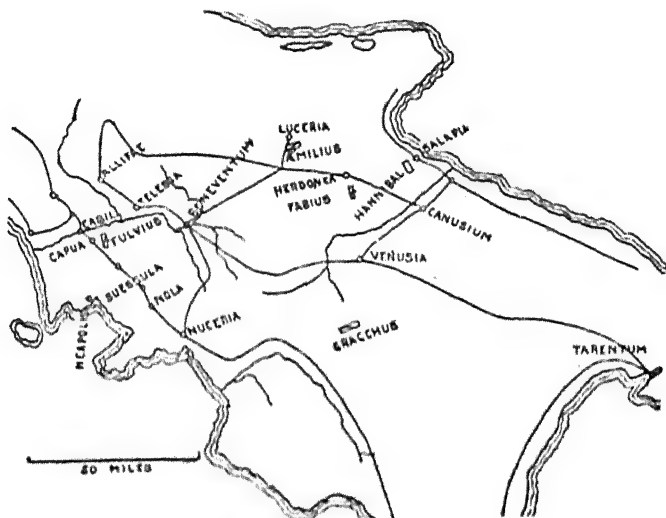 LUCERIA
ÆMILIUS
SALAPIA
ALLIFAE
TELESIA
BENEVENTUM
HERDONEA
FABIUS
HANNIBAL
CANUSIUM
CASIL
CAPUA
FULVIUS
VENUSIA
SUESSULA
NOLA
NEAPOLIS
NUCERIA
GRACCHUS
TARENTUM
50 MILES